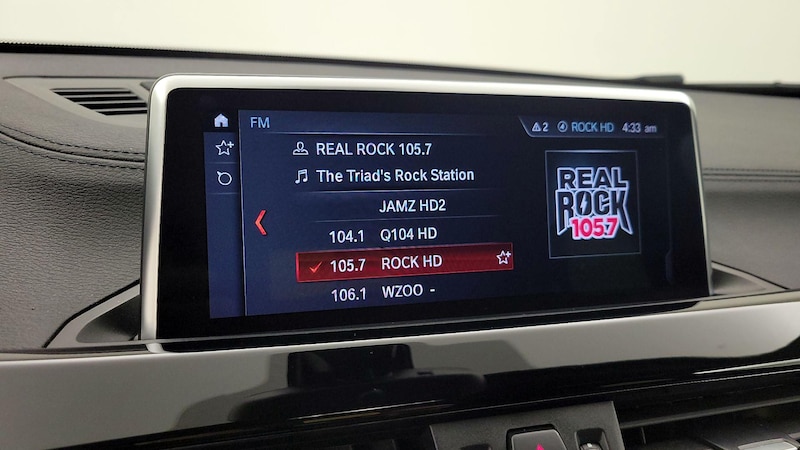 FM
2 ROCK HD 4:33 am
REAL ROCK 105.7
The Triad's Rock Station
JAMZ HD2
104.1 Q104 HD
105.7 ROCK HD
106.1 WZOO -
REAL
ROCK
105.7